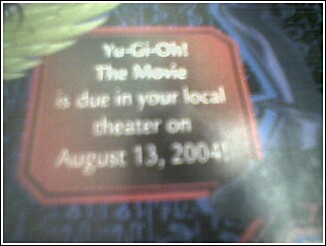 Yu-Gi-Oh!
The Movie
is due in your local
theater on
August 13, 2004!